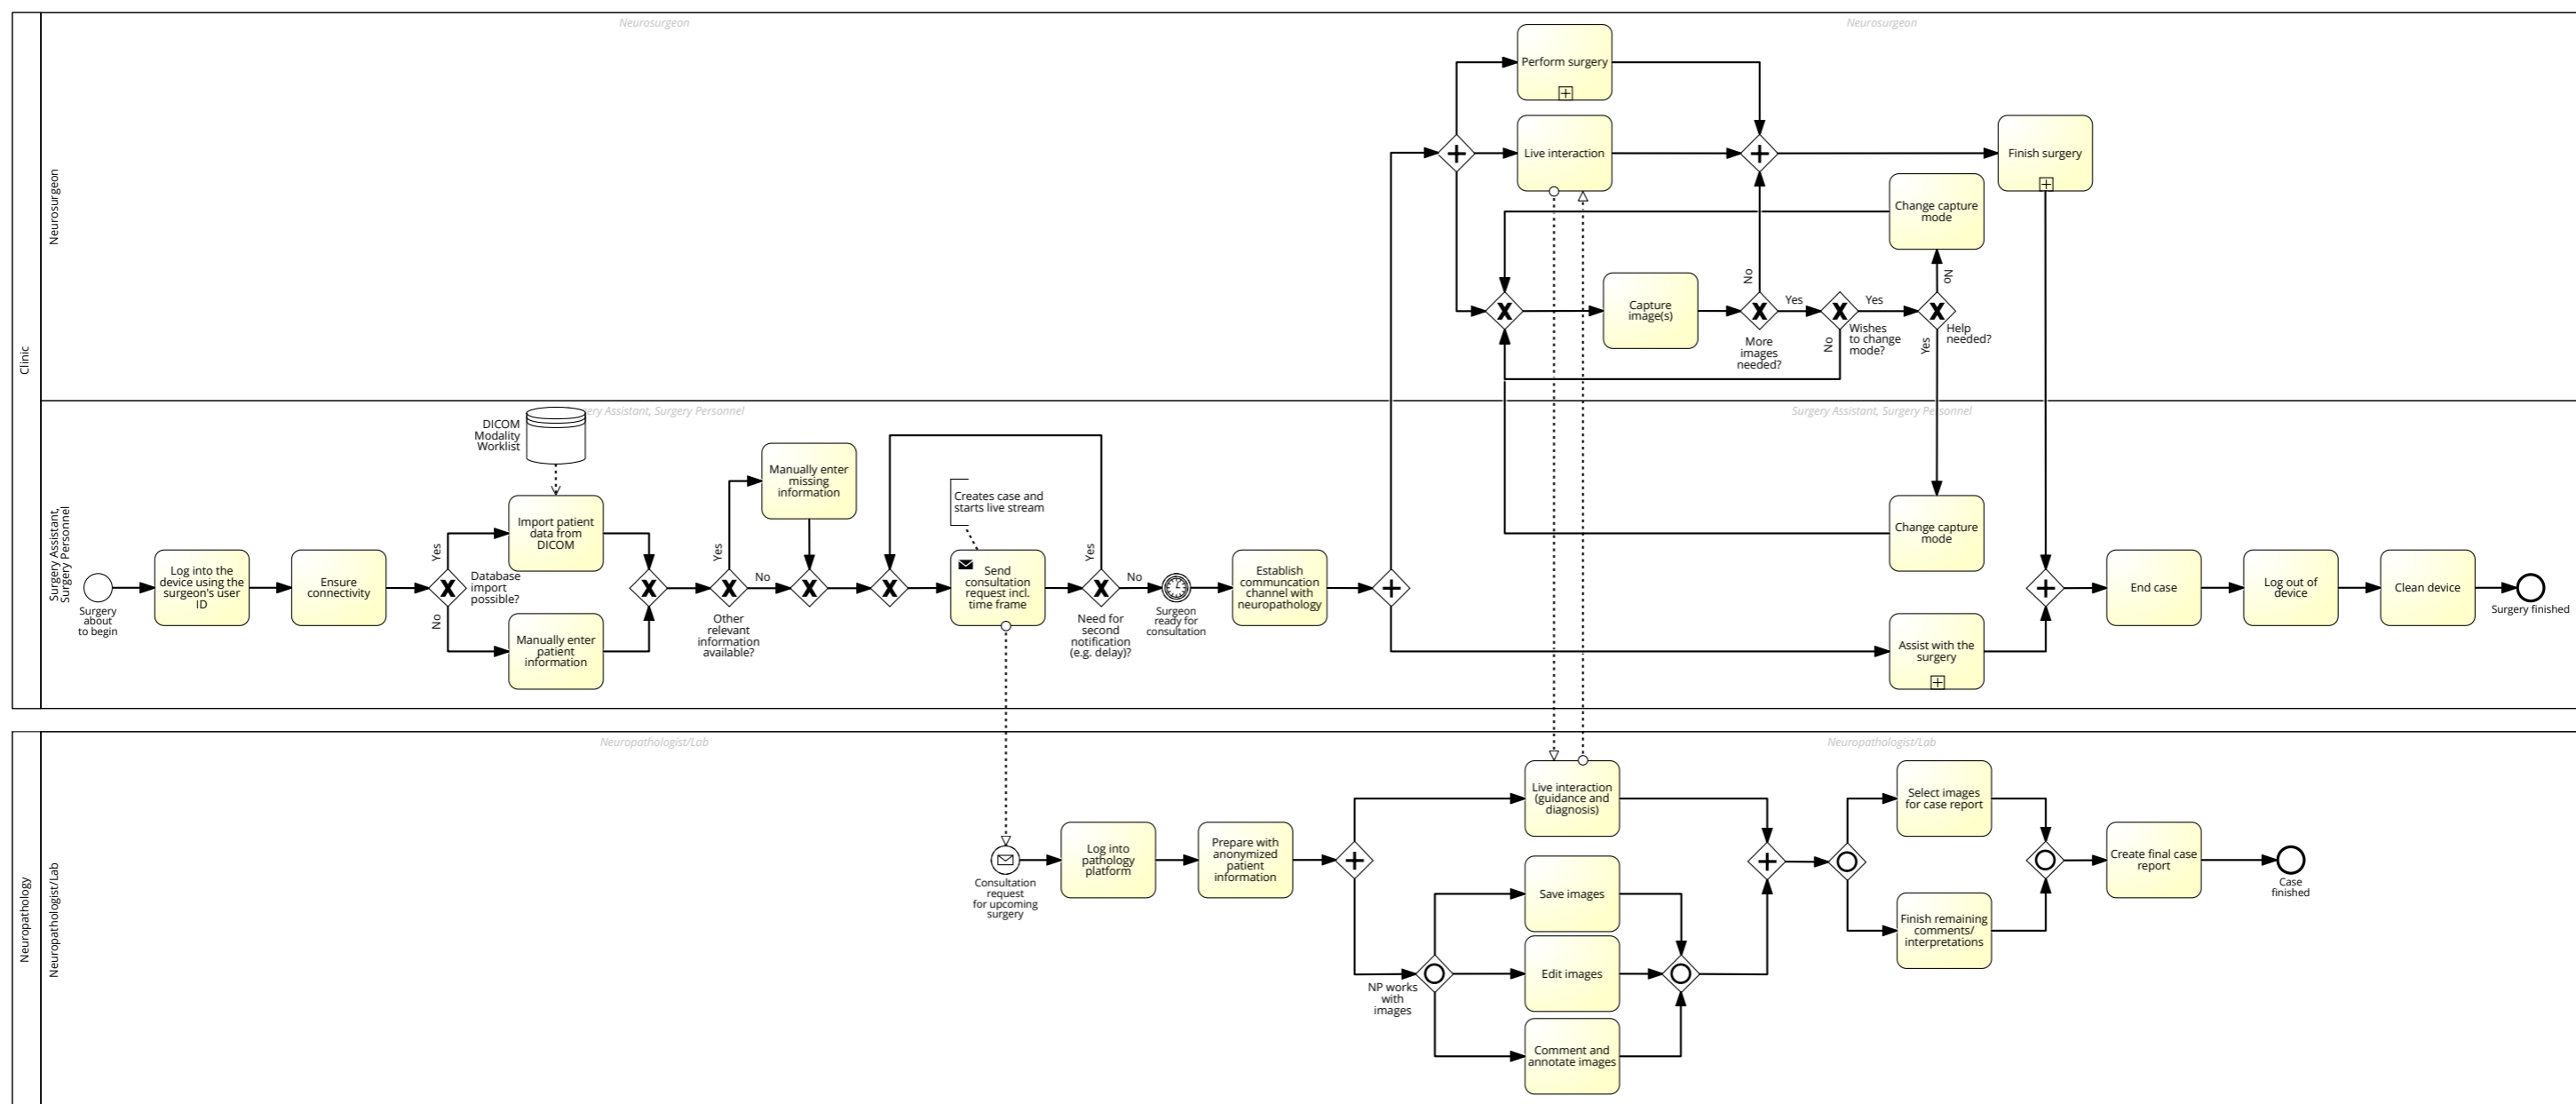 Neurosurgeon
Neurosurgeon
Clinic
Neurosurgeon
Perform surgery
Live interaction
Finish surgery
Change capture
mode
Capture
image(s)
No
Yes
Yes
No
More
images
needed?
No
Wishes
to change
mode?
Yes
Help
needed?
ery Assistant, Surgery Personnel
Surgery Assistant, Surgery Personnel
Surgery Assistant,
Surgery Personnel
DICOM
Modality
Worklist
Surgery
about
to begin
Log into the
device using the
surgeon's user
ID
Ensure
connectivity
Yes
No
Database
import
possible?
Import patient
data from
DICOM
Manually enter
patient
information
Yes
No
Other
relevant
information
available?
Manually enter
missing
information
Creates case and
starts live stream
Send
consultation
request incl.
time frame
Yes
No
Need for
second
notification
(e.g. delay)?
Surgeon
ready for
consultation
Establish
communcation
channel with
neuropathology
Change capture
mode
Assist with the
surgery
End case
Log out of
device
Clean device
Surgery finished
Neuropathologist/Lab
Neuropathologist/Lab
Neuropathology
Neuropathologist/Lab
Consultation
request
for upcoming
surgery
Log into
pathology
platform
Prepare with
anonymized
patient
information
Live interaction
(guidance and
diagnosis)
NP works
with
images
Save images
Edit images
Comment and
annotate images
Select images
for case report
Finish remaining
comments/
interpretations
Create final case
report
Case
finished